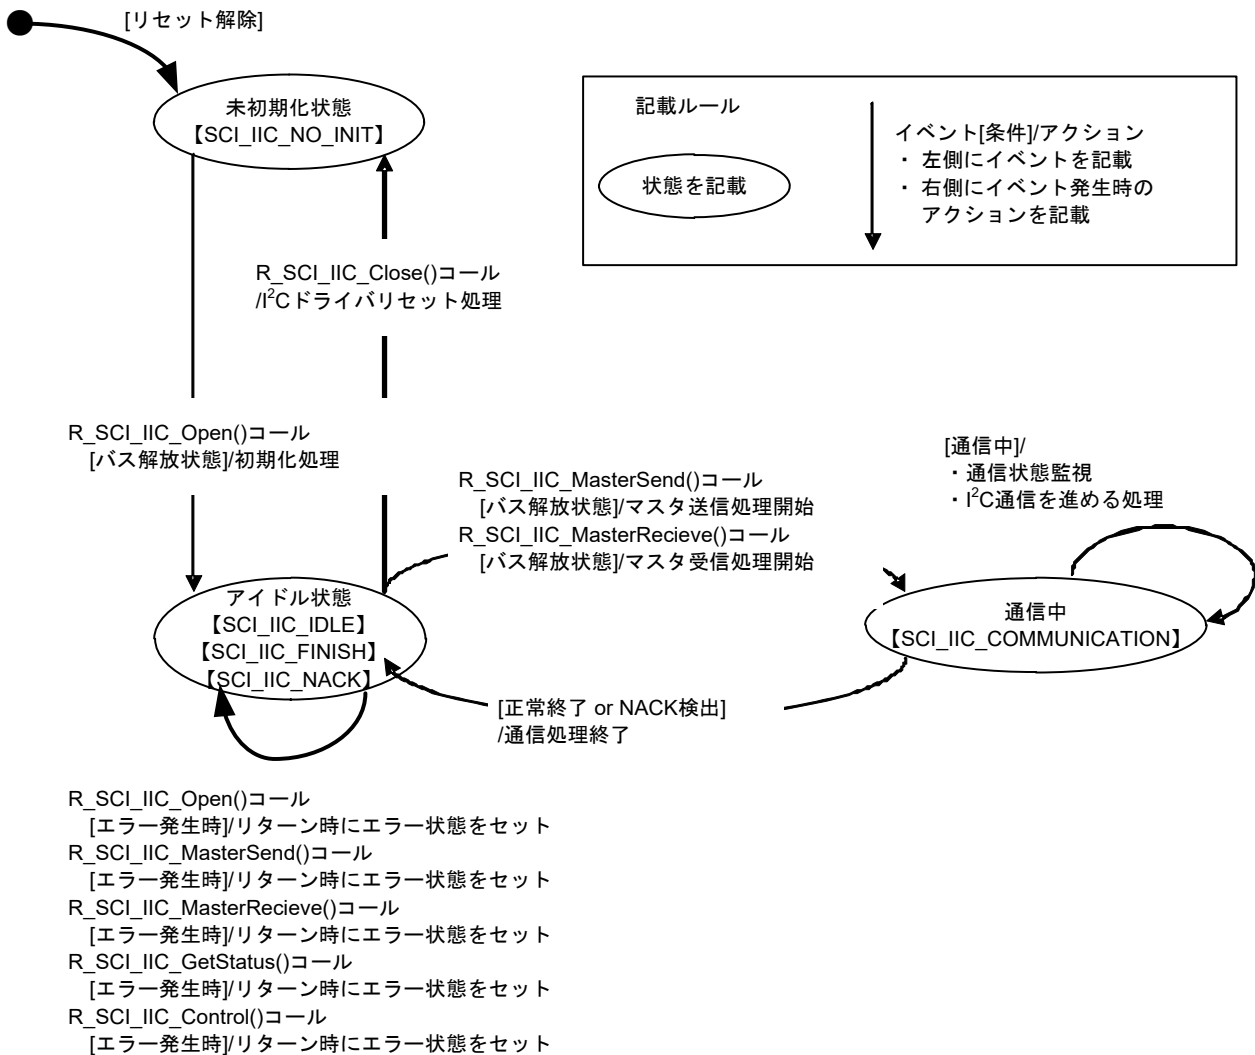 [リセット解除]
未初期化状態
【SCI_IIC_NO_INIT】
記載ルール
状態を記載
イベント[条件]/アクション
・ 左側にイベントを記載
・ 右側にイベント発生時の
アクションを記載
R_SCI_IIC_Close()コール
/I²Cドライバリセット処理
R_SCI_IIC_Open()コール
[バス解放状態]/初期化処理
R_SCI_IIC_MasterSend()コール
[バス解放状態]/マスタ送信処理開始
R_SCI_IIC_MasterRecieve()コール
[バス解放状態]/マスタ受信処理開始
[通信中]/
・通信状態監視
・I²C通信を進める処理
アイドル状態
【SCI_IIC_IDLE】
【SCI_IIC_FINISH】
【SCI_IIC_NACK】
通信中
【SCI_IIC_COMMUNICATION】
[正常終了 or NACK検出]
/通信処理終了
R_SCI_IIC_Open()コール
[エラー発生時]/リターン時にエラー状態をセット
R_SCI_IIC_MasterSend()コール
[エラー発生時]/リターン時にエラー状態をセット
R_SCI_IIC_MasterRecieve()コール
[エラー発生時]/リターン時にエラー状態をセット
R_SCI_IIC_GetStatus()コール
[エラー発生時]/リターン時にエラー状態をセット
R_SCI_IIC_Control()コール
[エラー発生時]/リターン時にエラー状態をセット